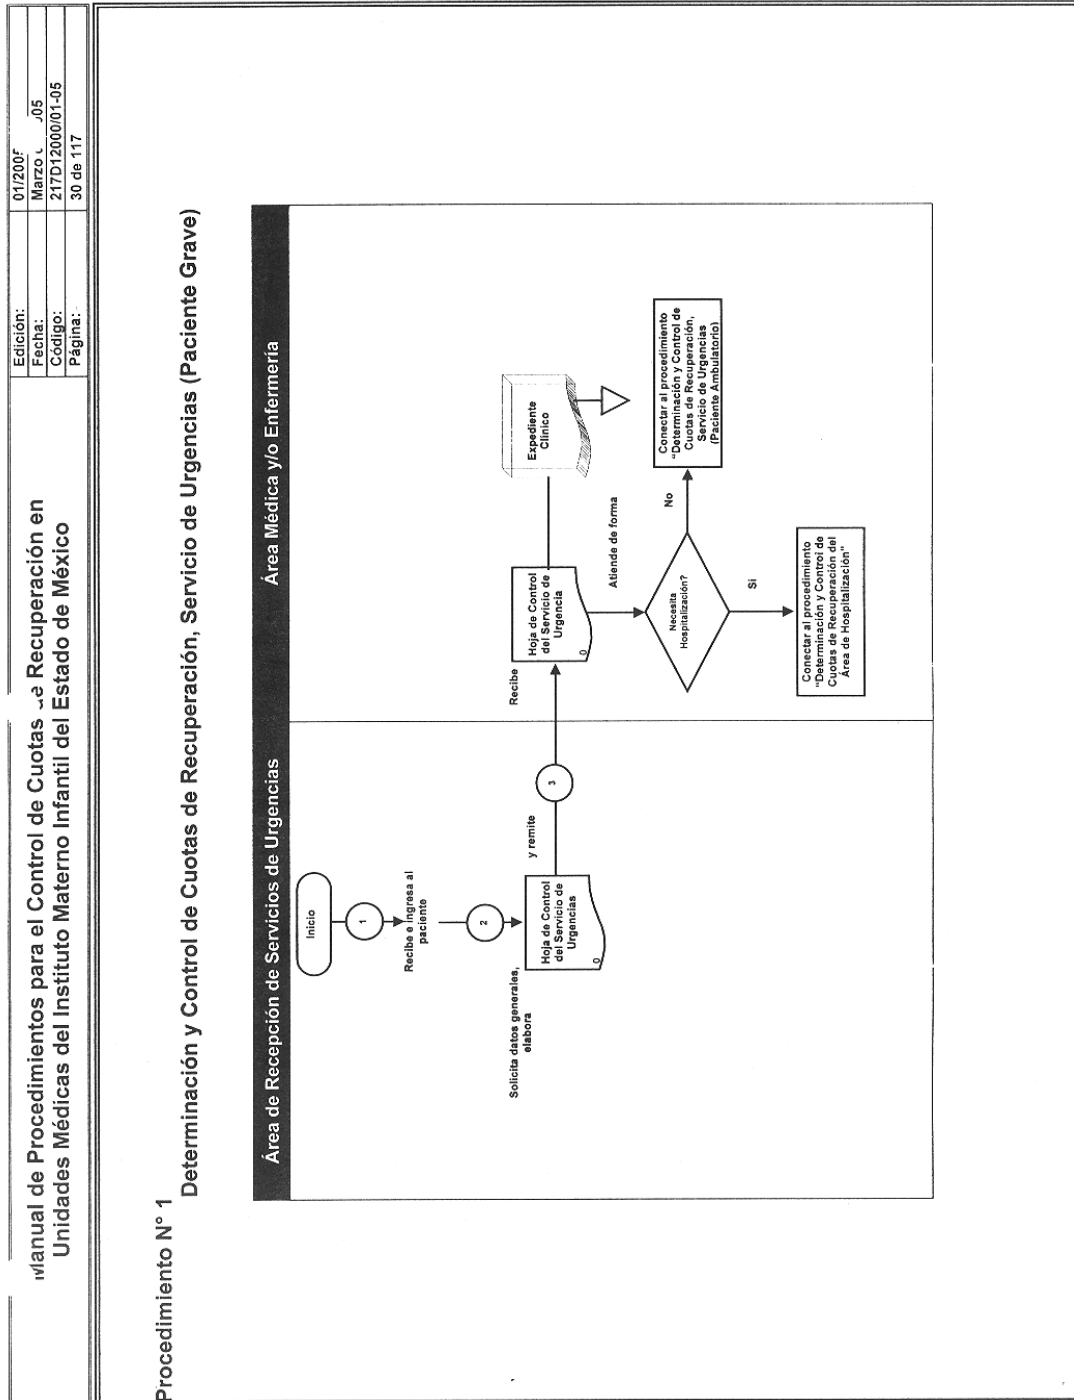 Manual de Procedimientos para el Control de Cuotas de Recuperación en
Unidades Médicas del Instituto Materno Infantil del Estado de México
Edición: 01/200
Fecha: Marzo 05
Código: 217D12000/01-05
Página: 30 de 117
Procedimiento N° 1
Determinación y Control de Cuotas de Recuperación, Servicio de Urgencias (Paciente Grave)
Área de Recepción de Servicios de Urgencias
Área Médica y/o Enfermería
Inicio
1
Recibe e ingresa al
paciente
2
Solicita datos generales,
elabora
Hoja de Control
del Servicio de
Urgencias
0
y remite
3
Recibe
Hoja de Control
del Servicio de
Urgencia
0
Expediente
Clínico
Atiende de forma
Necesita
Hospitalización?
No
Conectar al procedimiento
"Determinación y Control de
Cuotas de Recuperación,
Servicio de Urgencias
(Paciente Ambulatorio)
Si
Conectar al procedimiento
"Determinación y Control de
Cuotas de Recuperación del
Área de Hospitalización"